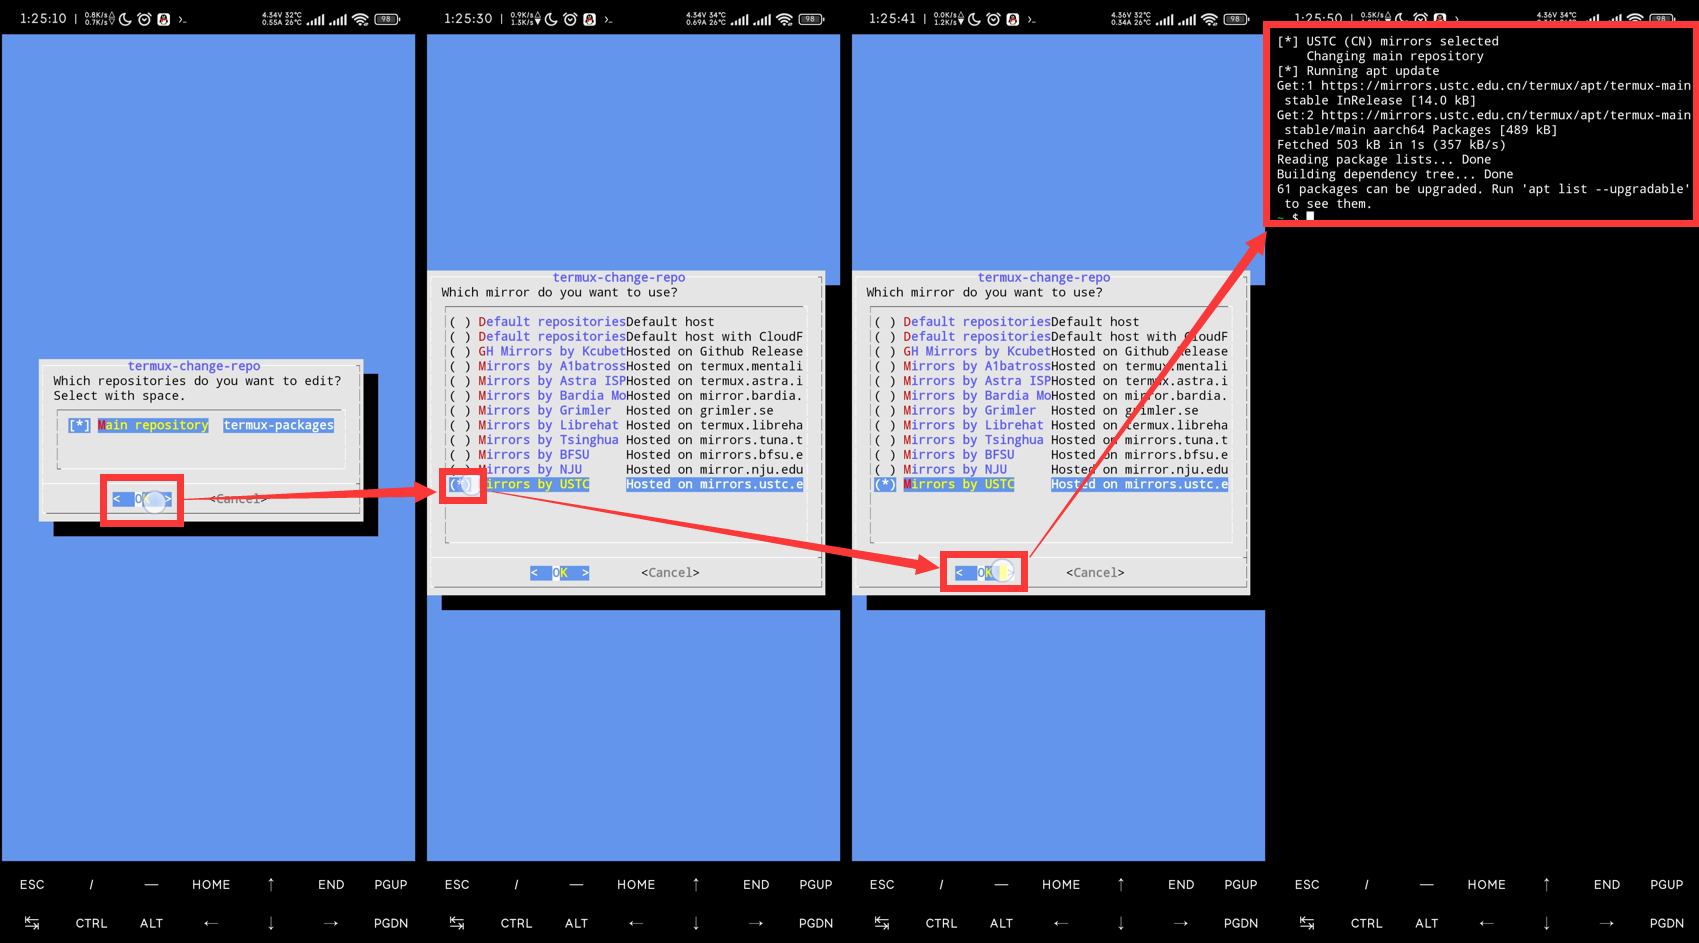 1:25:10 | 0.8K/s 0.7K/s 4.34V 32℃ 0.55A 26℃ 98
termux-change-repo
Which repositories do you want to edit?
Select with space.
[*] Main repository termux-packages
< OK > <Cancel>
ESC / — HOME ↑ END PGUP
↹ CTRL ALT ← ↓ → PGDN
1:25:30 | 0.9K/s 1.3K/s 4.34V 34℃ 0.69A 26℃ 98
termux-change-repo
Which mirror do you want to use?
( ) Default repositoriesDefault host
( ) Default repositoriesDefault host with CloudF
( ) GH Mirrors by KcubetHosted on Github Release
( ) Mirrors by A1batrossHosted on termux.mentali
( ) Mirrors by Astra ISPHosted on termux.astra.i
( ) Mirrors by Bardia MoHosted on mirror.bardia.
( ) Mirrors by Grimler Hosted on grimler.se
( ) Mirrors by Librehat Hosted on termux.libreha
( ) Mirrors by Tsinghua Hosted on mirrors.tuna.t
( ) Mirrors by BFSU Hosted on mirrors.bfsu.e
( ) Mirrors by NJU Hosted on mirror.nju.edu
(*) Mirrors by USTC Hosted on mirrors.ustc.e
< OK > <Cancel>
ESC / — HOME ↑ END PGUP
↹ CTRL ALT ← ↓ → PGDN
1:25:41 | 0.0K/s 1.2K/s 4.36V 32℃ 0.34A 26℃ 98
termux-change-repo
Which mirror do you want to use?
( ) Default repositoriesDefault host
( ) Default repositoriesDefault host with CloudF
( ) GH Mirrors by KcubetHosted on Github Release
( ) Mirrors by A1batrossHosted on termux.mentali
( ) Mirrors by Astra ISPHosted on termux.astra.i
( ) Mirrors by Bardia MoHosted on mirror.bardia.
( ) Mirrors by Grimler Hosted on grimler.se
( ) Mirrors by Librehat Hosted on termux.libreha
( ) Mirrors by Tsinghua Hosted on mirrors.tuna.t
( ) Mirrors by BFSU Hosted on mirrors.bfsu.e
( ) Mirrors by NJU Hosted on mirror.nju.edu
(*) Mirrors by USTC Hosted on mirrors.ustc.e
< OK > <Cancel>
ESC / — HOME ↑ END PGUP
↹ CTRL ALT ← ↓ → PGDN
1:25:50 | 0.5K/s 4.36V 34℃ 98
[*] USTC (CN) mirrors selected
Changing main repository
[*] Running apt update
Get:1 https://mirrors.ustc.edu.cn/termux/apt/termux-main
stable InRelease [14.0 kB]
Get:2 https://mirrors.ustc.edu.cn/termux/apt/termux-main
stable/main aarch64 Packages [489 kB]
Fetched 503 kB in 1s (357 kB/s)
Reading package lists... Done
Building dependency tree... Done
61 packages can be upgraded. Run 'apt list --upgradable'
to see them.
~ $
ESC / — HOME ↑ END PGUP
↹ CTRL ALT ← ↓ → PGDN